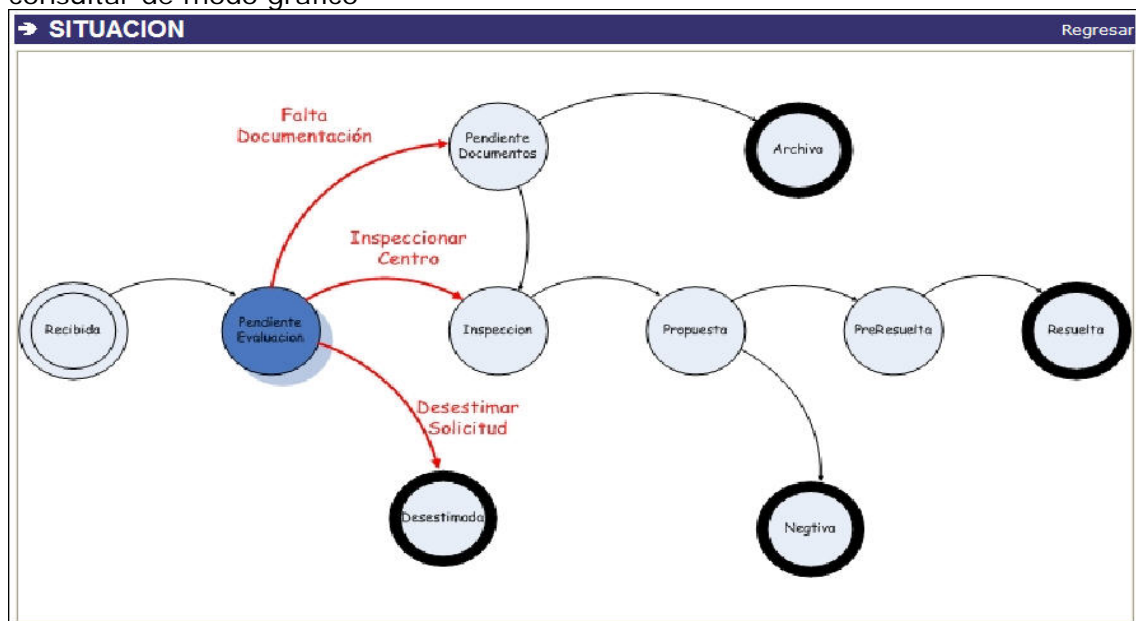 consultar de modo gráfico
SITUACION
Regresar
Falta
Documentación
Pendiente
Documentos
Archiva
Inspeccionar
Centro
Recibida
Pendiente
Evaluacion
Inspeccion
Propuesta
PreResuelta
Resuelta
Desestimar
Solicitud
Desestimada
Negtiva